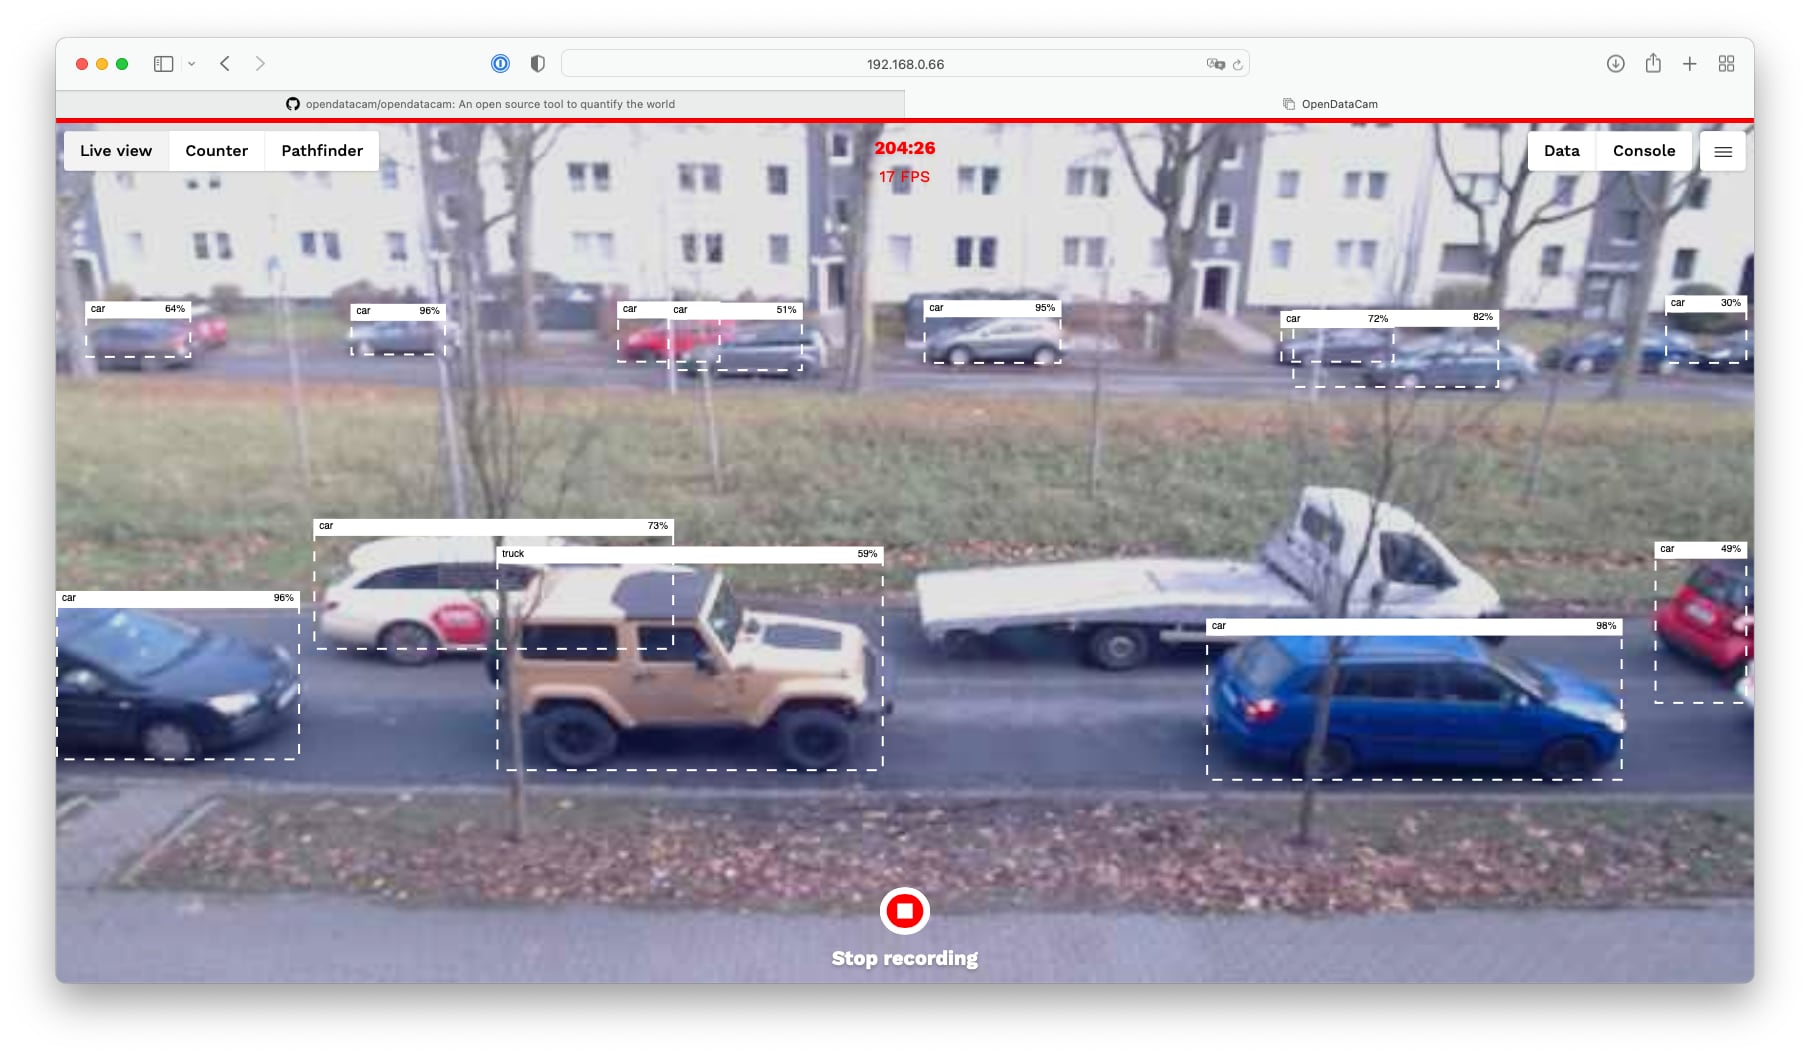 192.168.0.66
opendatacam/opendatacam: An open source tool to quantify the world
OpenDataCam
Live view
Counter
Pathfinder
204:26
17 FPS
Data
Console
car 64%
car 96%
car
car 51%
car 95%
car 72%
82%
car 30%
car 73%
truck 59%
car 49%
car 96%
car 98%
Stop recording